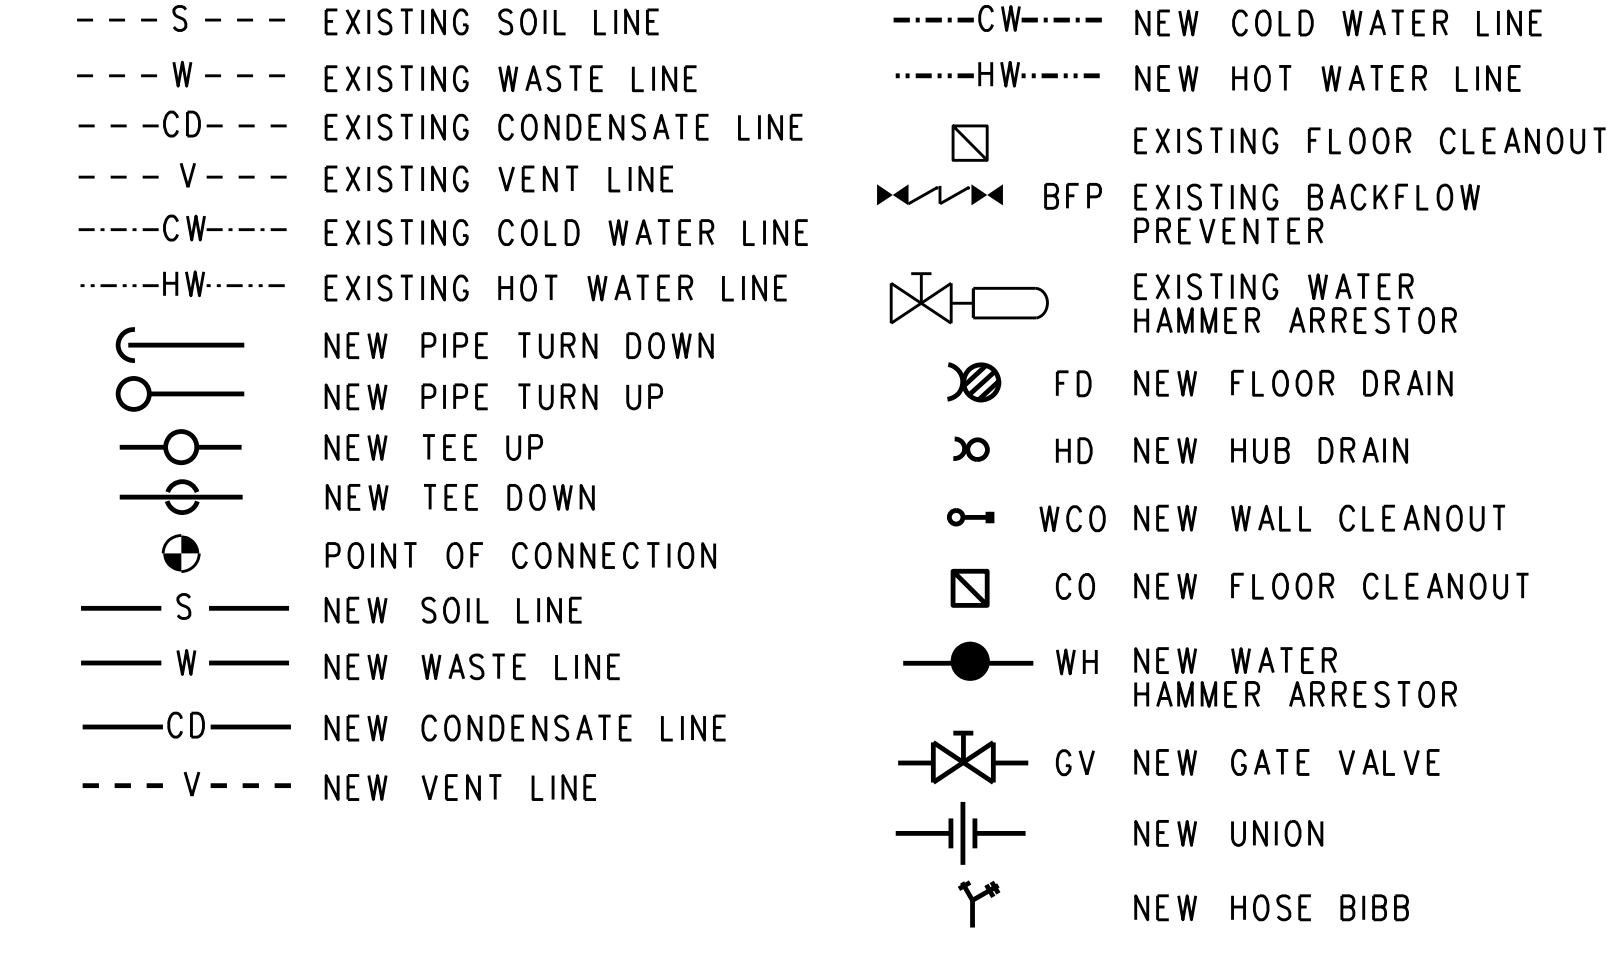 S EXISTING SOIL LINE
W EXISTING WASTE LINE
CD EXISTING CONDENSATE LINE
V EXISTING VENT LINE
CW EXISTING COLD WATER LINE
HW EXISTING HOT WATER LINE
NEW PIPE TURN DOWN
NEW PIPE TURN UP
NEW TEE UP
NEW TEE DOWN
POINT OF CONNECTION
S NEW SOIL LINE
W NEW WASTE LINE
CD NEW CONDENSATE LINE
V NEW VENT LINE
CW NEW COLD WATER LINE
HW NEW HOT WATER LINE
EXISTING FLOOR CLEANOUT
BFP EXISTING BACKFLOW
PREVENTER
EXISTING WATER
HAMMER ARRESTOR
FD NEW FLOOR DRAIN
HD NEW HUB DRAIN
WCO NEW WALL CLEANOUT
CO NEW FLOOR CLEANOUT
WH NEW WATER
HAMMER ARRESTOR
GV NEW GATE VALVE
NEW UNION
NEW HOSE BIBB